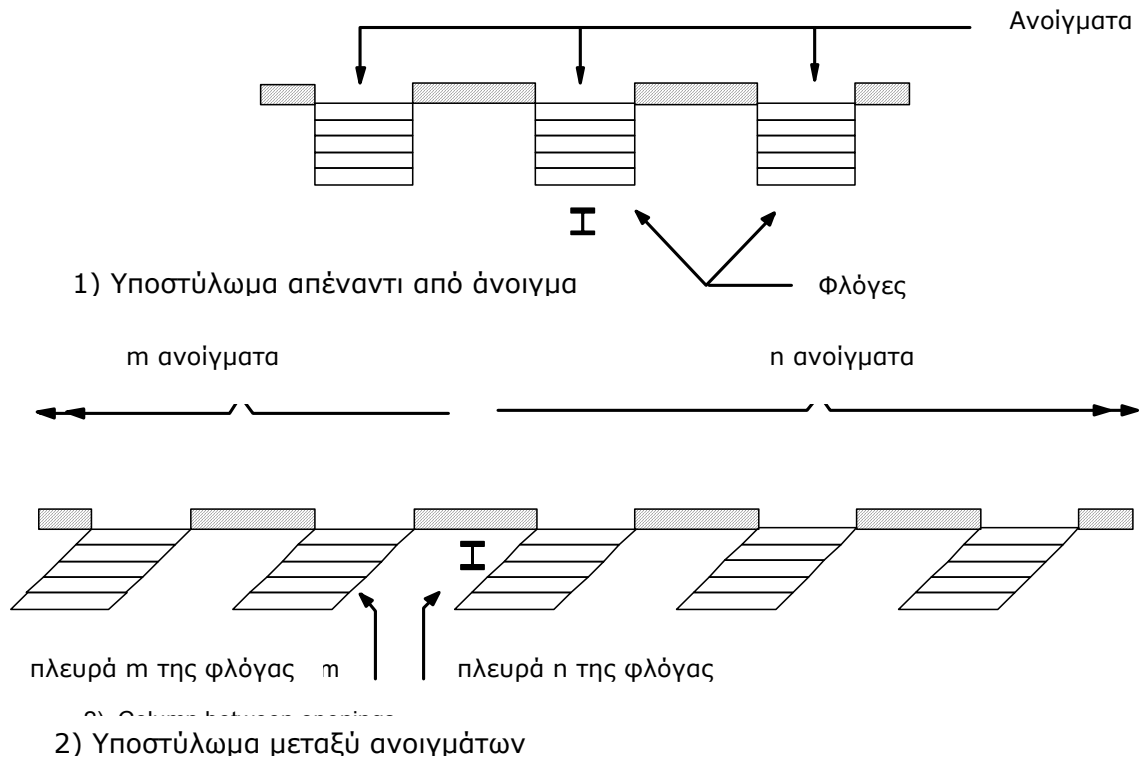 Ανοίγματα
1) Υποστύλωμα απέναντι από άνοιγμα
Φλόγες
m ανοίγματα
n ανοίγματα
πλευρά m της φλόγας m
πλευρά n της φλόγας
2) Υποστύλωμα μεταξύ ανοιγμάτων